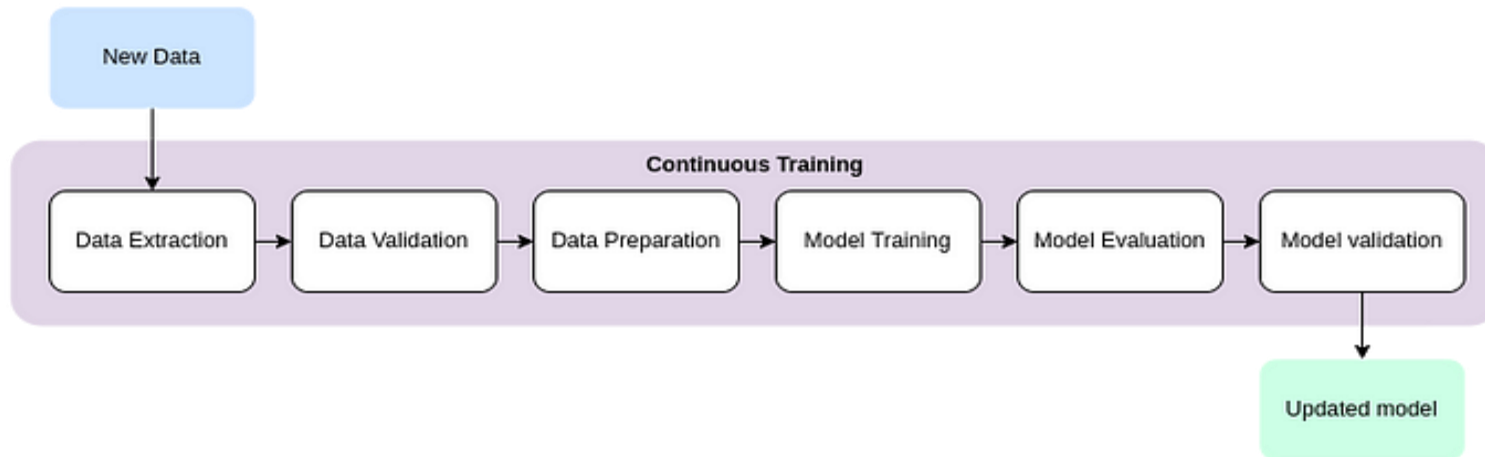 New Data
Continuous Training
Data Extraction
Data Validation
Data Preparation
Model Training
Model Evaluation
Model validation
Updated model